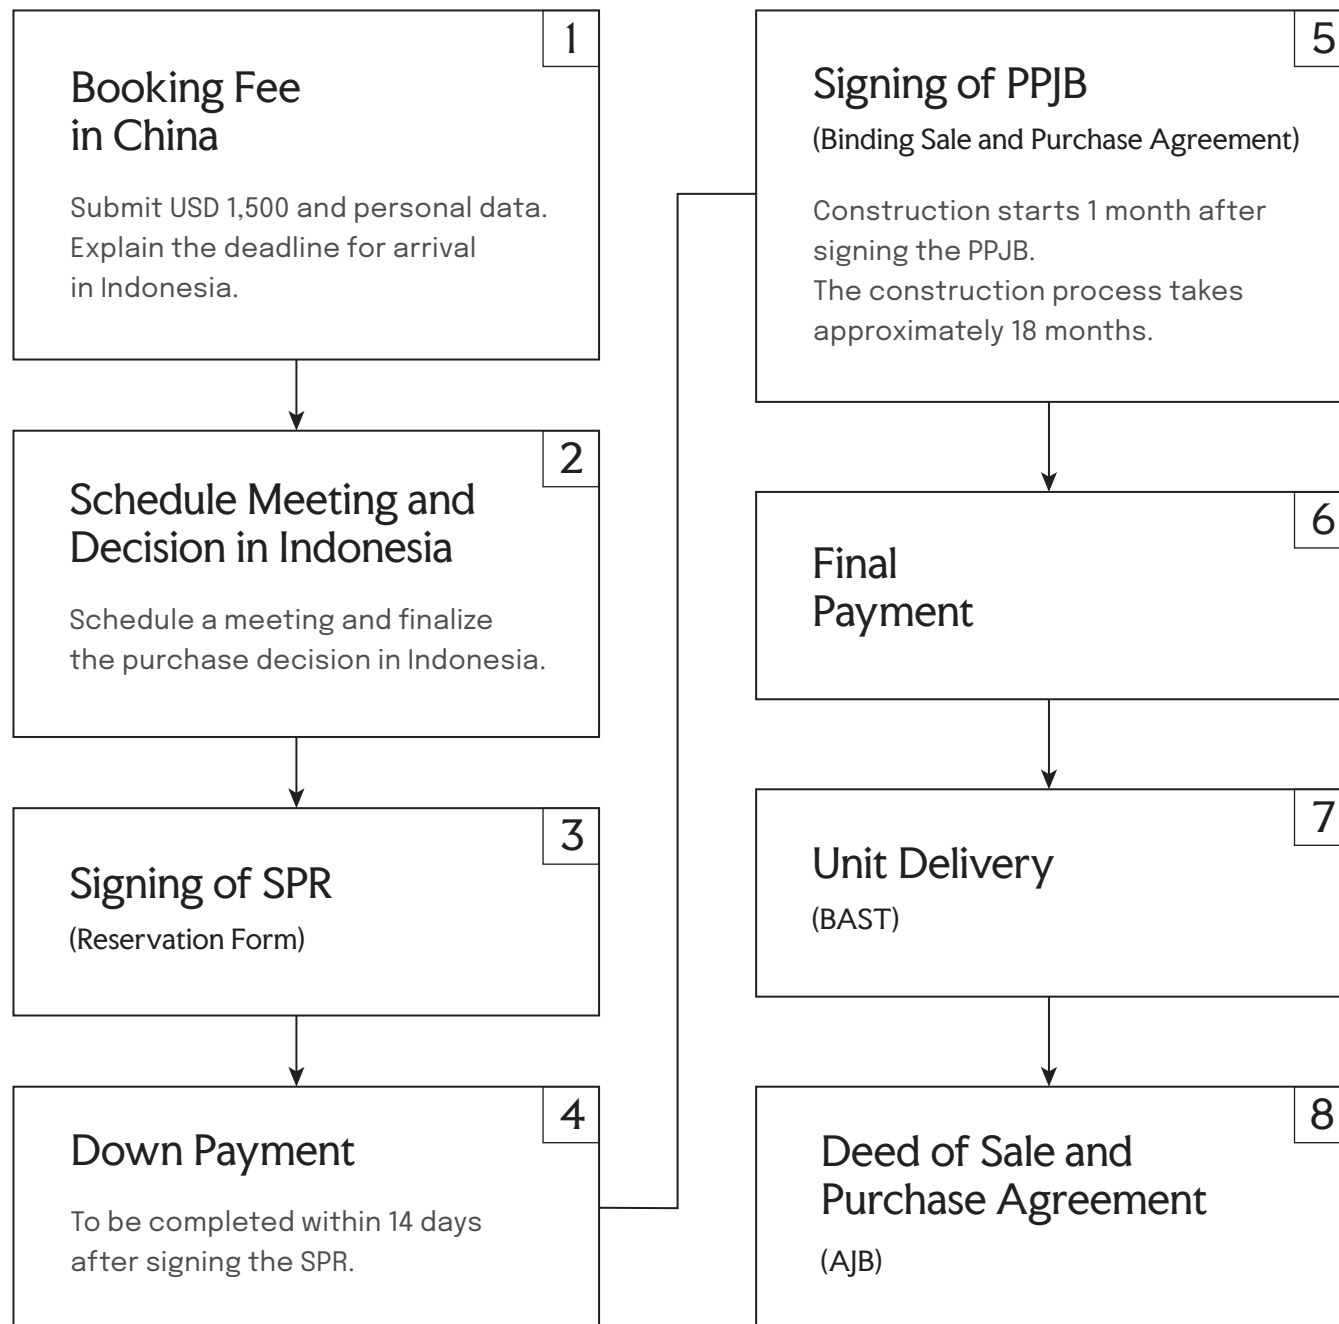 1
Booking Fee
in China
Submit USD 1,500 and personal data.
Explain the deadline for arrival
in Indonesia.
2
Schedule Meeting and
Decision in Indonesia
Schedule a meeting and finalize
the purchase decision in Indonesia.
3
Signing of SPR
(Reservation Form)
4
Down Payment
To be completed within 14 days
after signing the SPR.
5
Signing of PPJB
(Binding Sale and Purchase Agreement)
Construction starts 1 month after
signing the PPJB.
The construction process takes
approximately 18 months.
6
Final
Payment
7
Unit Delivery
(BAST)
8
Deed of Sale and
Purchase Agreement
(AJB)